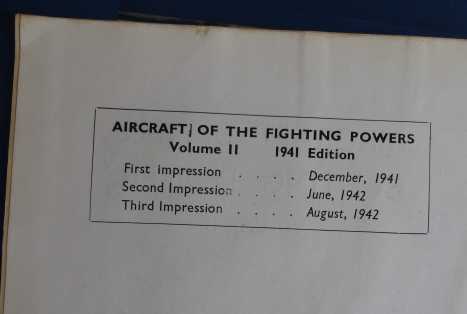 AIRCRAFT OF THE FIGHTING POWERS
Volume II 1941 Edition
First impression . . . . December, 1941
Second Impression . . . . June, 1942
Third Impression . . . . August, 1942